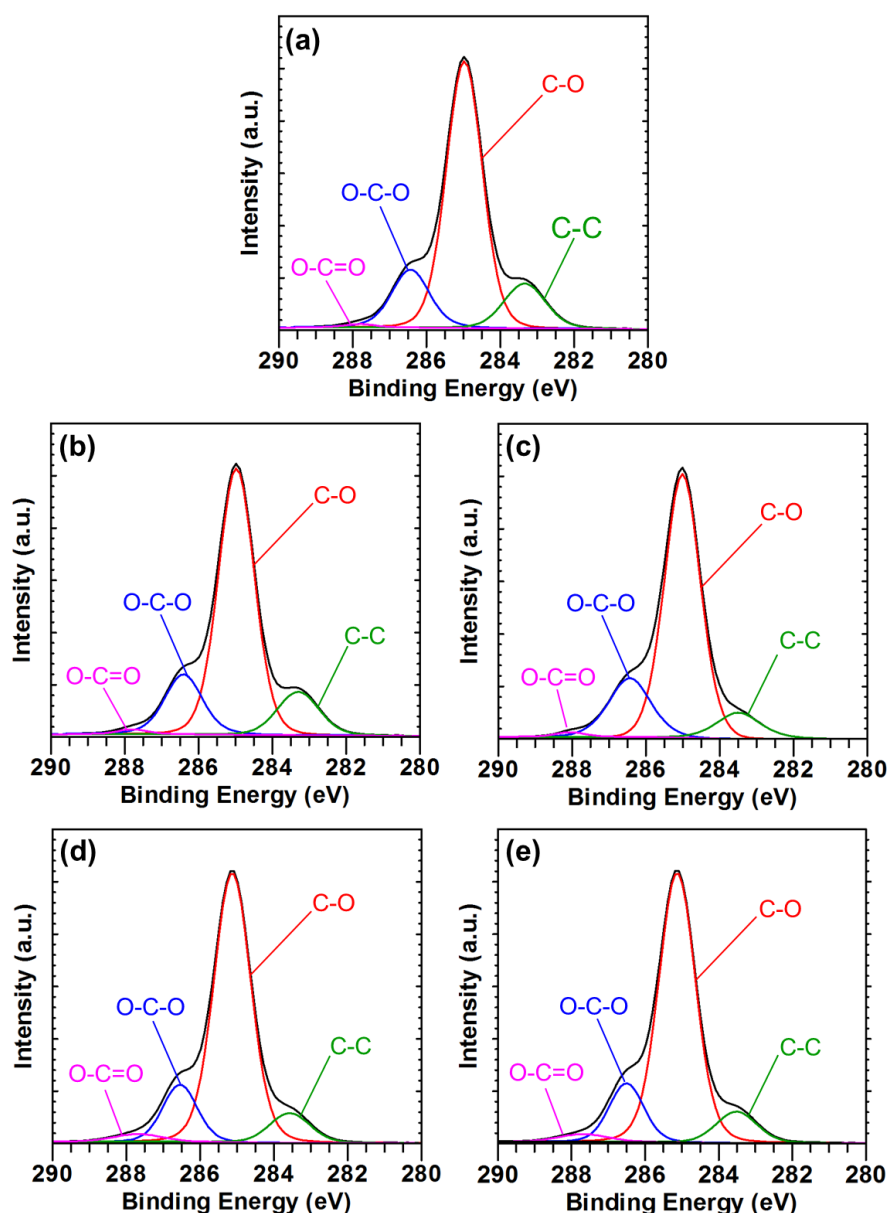 (a)
C-O
O-C-O
C-C
O-C=O
Intensity (a.u.)
290 288 286 284 282 280
Binding Energy (eV)
(b)
C-O
O-C-O
C-C
O-C=O
Intensity (a.u.)
290 288 286 284 282 280
Binding Energy (eV)
(c)
C-O
O-C-O
C-C
O-C=O
Intensity (a.u.)
290 288 286 284 282 280
Binding Energy (eV)
(d)
C-O
O-C-O
C-C
O-C=O
Intensity (a.u.)
290 288 286 284 282 280
Binding Energy (eV)
(e)
C-O
O-C-O
C-C
O-C=O
Intensity (a.u.)
290 288 286 284 282 280
Binding Energy (eV)